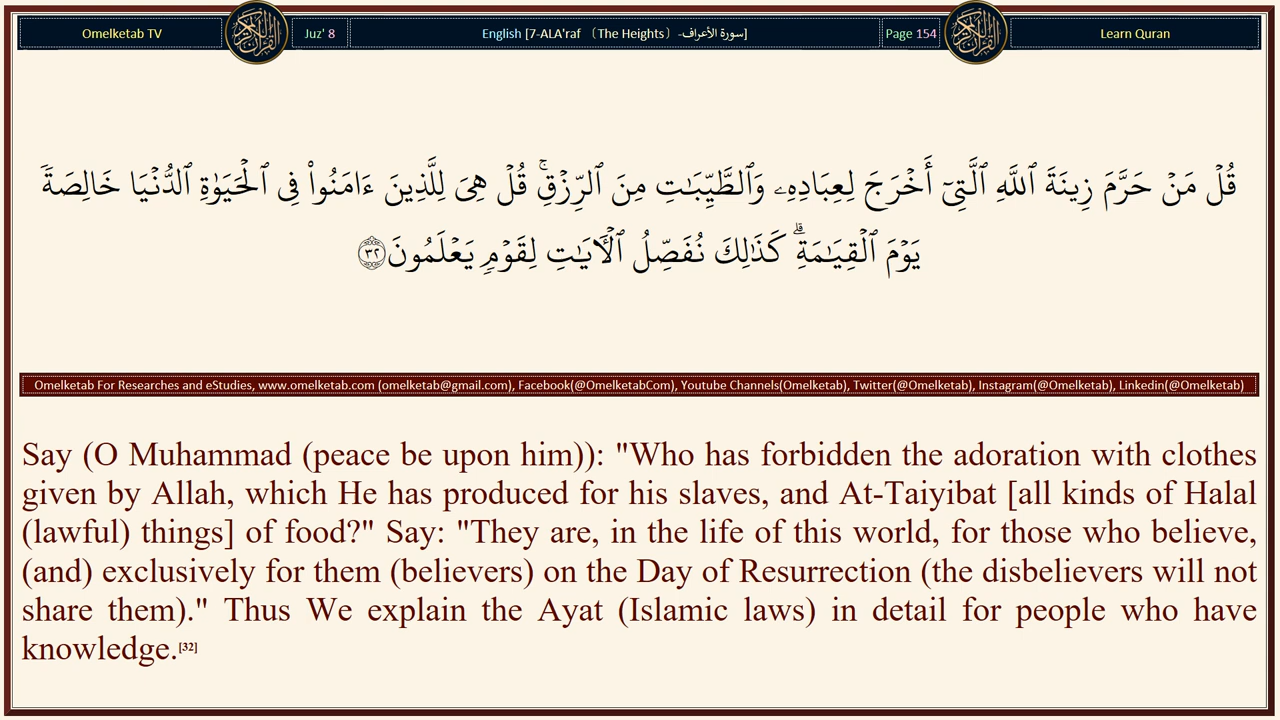 Omelketab TV
Juz' 8
English [7-ALA'raf (The Heights) -سورة الأعراف]
Page 154
Learn Quran
قُلۡ مَنۡ حَرَّمَ زِينَةَ ٱللَّهِ ٱلَّتِيٓ أَخۡرَجَ لِعِبَادِهِۦ وَٱلطَّيِّبَٰتِ مِنَ ٱلرِّزۡقِۚ قُلۡ هِيَ لِلَّذِينَ ءَامَنُواْ فِي ٱلۡحَيَوٰةِ ٱلدُّنۡيَا خَالِصَةٗ
يَوۡمَ ٱلۡقِيَٰمَةِۗ كَذَٰلِكَ نُفَصِّلُ ٱلۡأٓيَٰتِ لِقَوۡمٖ يَعۡلَمُونَ ٣٢
Omelketab For Researches and eStudies, www.omelketab.com (omelketab@gmail.com), Facebook(@OmelketabCom), Youtube Channels(Omelketab), Twitter(@Omelketab), Instagram(@Omelketab), Linkedin(@Omelketab)
Say (O Muhammad (peace be upon him)): "Who has forbidden the adoration with clothes
given by Allah, which He has produced for his slaves, and At-Taiyibat [all kinds of Halal
(lawful) things] of food?" Say: "They are, in the life of this world, for those who believe,
(and) exclusively for them (believers) on the Day of Resurrection (the disbelievers will not
share them)." Thus We explain the Ayat (Islamic laws) in detail for people who have
knowledge.[32]